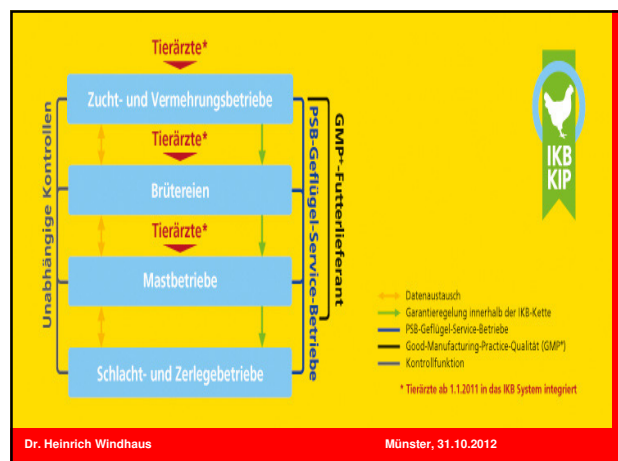 Tierärzte*
Zucht- und Vermehrungsbetriebe
Tierärzte*
Brütereien
Tierärzte*
Mastbetriebe
Schlacht- und Zerlegebetriebe
Unabhängige Kontrollen
PSB-Geflügel-Service-Betriebe
GMP⁺-Futterlieferant
IKB
KIP
Datenaustausch
Garantieregelung innerhalb der IKB-Kette
PSB-Geflügel-Service-Betriebe
Good-Manufacturing-Practice-Qualität (GMP⁺)
Kontrollfunktion
* Tierärzte ab 1.1.2011 in das IKB System integriert
Dr. Heinrich Windhaus
Münster, 31.10.2012